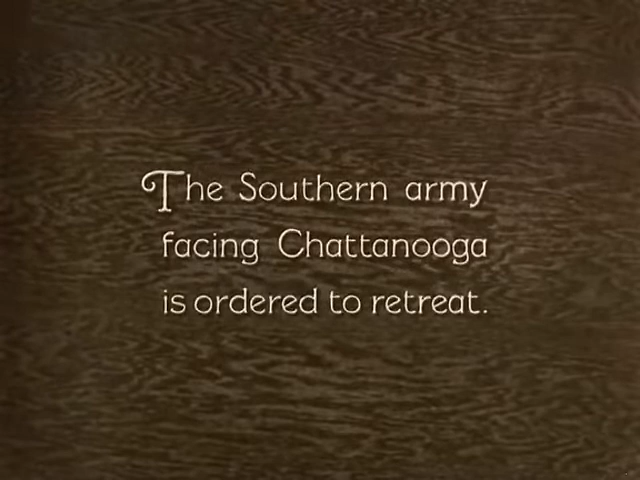 The Southern army
facing Chattanooga
is ordered to retreat.